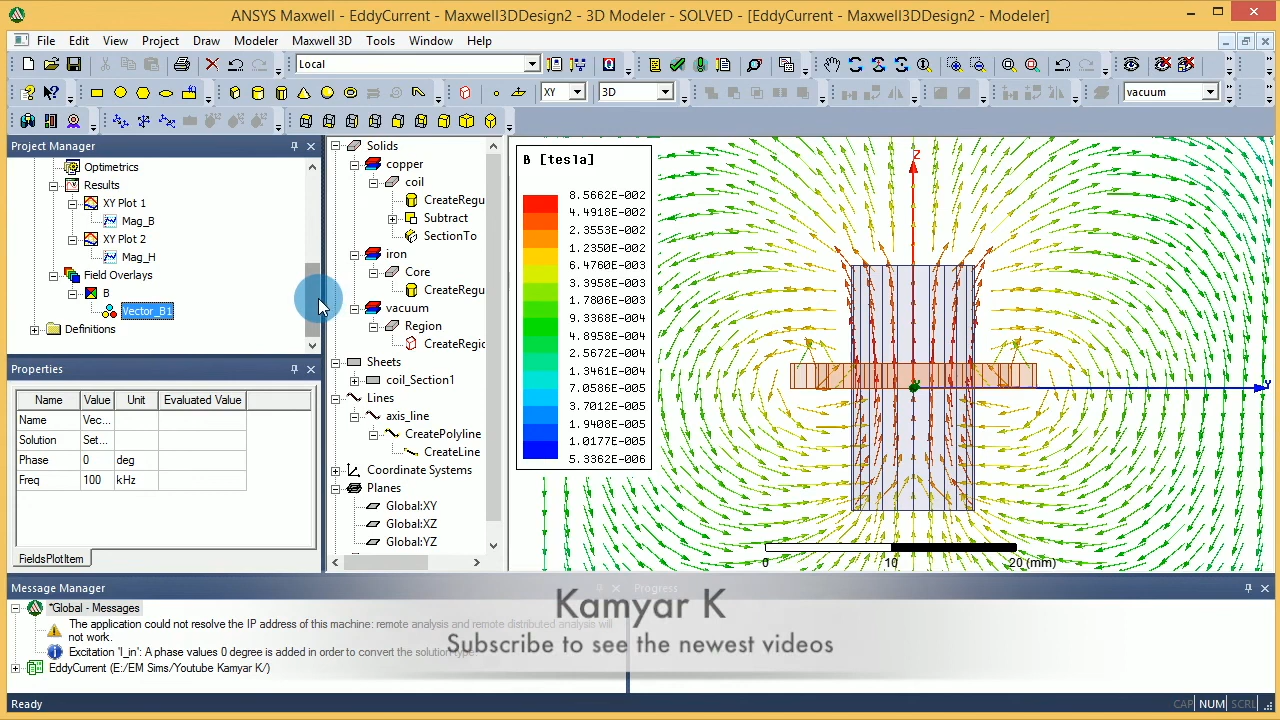 ANSYS Maxwell - EddyCurrent - Maxwell3DDesign2 - 3D Modeler - SOLVED - [EddyCurrent - Maxwell3DDesign2 - Modeler]
File Edit View Project Draw Modeler Maxwell 3D Tools Window Help
Local
XY 3D vacuum
Project Manager
Optimetrics
Results
XY Plot 1
Mag_B
XY Plot 2
Mag_H
Field Overlays
B
Vector_B1
Definitions
Properties
Name Value Unit Evaluated Value
Name Vec...
Solution Set...
Phase 0 deg
Freq 100 kHz
FieldsPlotItem
Solids
copper
coil
CreateRegu
Subtract
SectionTo
iron
Core
CreateRegu
vacuum
Region
CreateRegic
Sheets
coil_Section1
Lines
axis_line
CreatePolyline
CreateLine
Coordinate Systems
Planes
Global:XY
Global:XZ
Global:YZ
B [tesla]
8.5662E-002
4.4918E-002
2.3553E-002
1.2350E-002
6.4760E-003
3.3958E-003
1.7806E-003
9.3368E-004
4.8958E-004
2.5672E-004
1.3461E-004
7.0586E-005
3.7012E-005
1.9408E-005
1.0177E-005
5.3362E-006
Z
Y
0 10 20 (mm)
Message Manager
Progress
*Global - Messages
The application could not resolve the IP address of this machine: remote analysis and remote distributed analysis will
not work.
Excitation 'I_in': A phase values 0 degree is added in order to convert the solution type.
EddyCurrent (E:/EM Sims/Youtube Kamyar K/)
Kamyar K
Subscribe to see the newest videos
Ready
CAP NUM SCRL